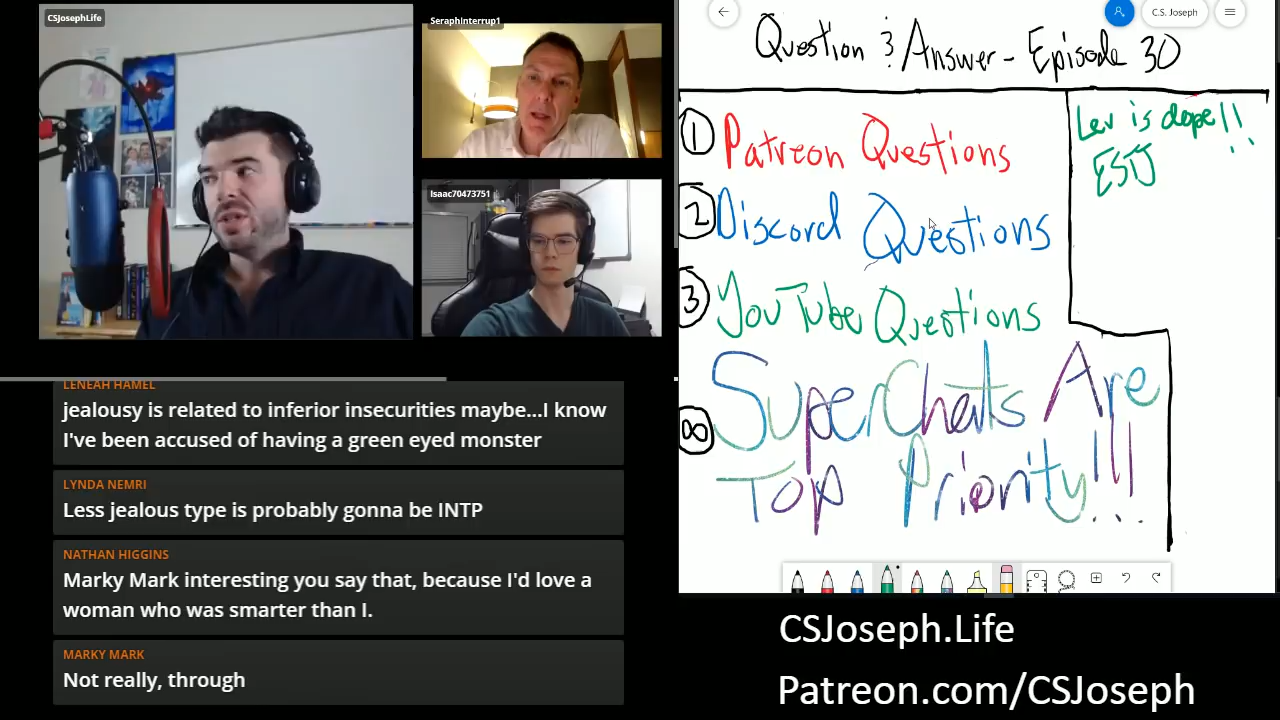 CSJosephLife
SeraphInterrup1
Isaac70473751
C.S. Joseph
Question & Answer - Episode 30
1 Patreon Questions
2 Discord Questions
3 YouTube Questions
∞ SuperChats Are
Top Priority!!!
Lev is dope!!
ESTJ
LENEAH HAMEL
jealousy is related to inferior insecurities maybe...I know
I've been accused of having a green eyed monster
LYNDA NEMRI
Less jealous type is probably gonna be INTP
NATHAN HIGGINS
Marky Mark interesting you say that, because I'd love a
woman who was smarter than I.
MARKY MARK
Not really, through
CSJoseph.Life
Patreon.com/CSJoseph